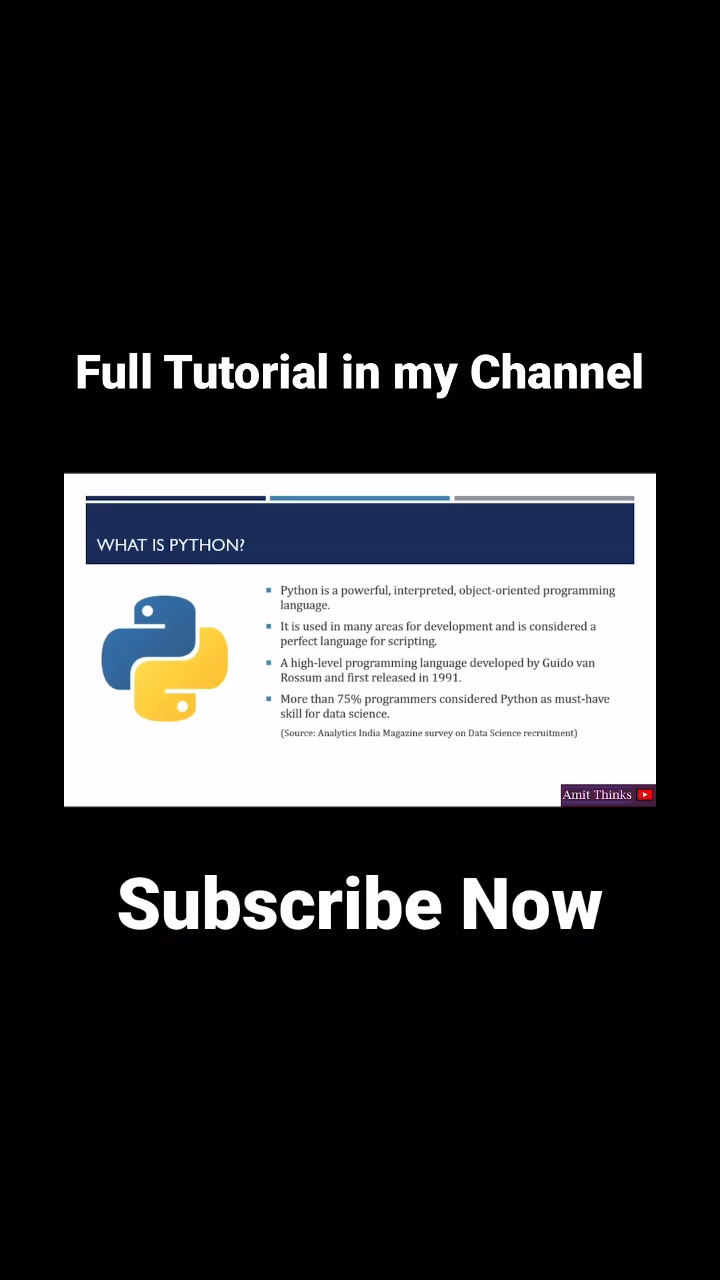 Full Tutorial in my Channel
WHAT IS PYTHON?
Python is a powerful, interpreted, object-oriented programming
language.
It is used in many areas for development and is considered a
perfect language for scripting.
A high-level programming language developed by Guido van
Rossum and first released in 1991.
More than 75% programmers considered Python as must-have
skill for data science.
(Source: Analytics India Magazine survey on Data Science recruitment)
Amit Thinks
Subscribe Now